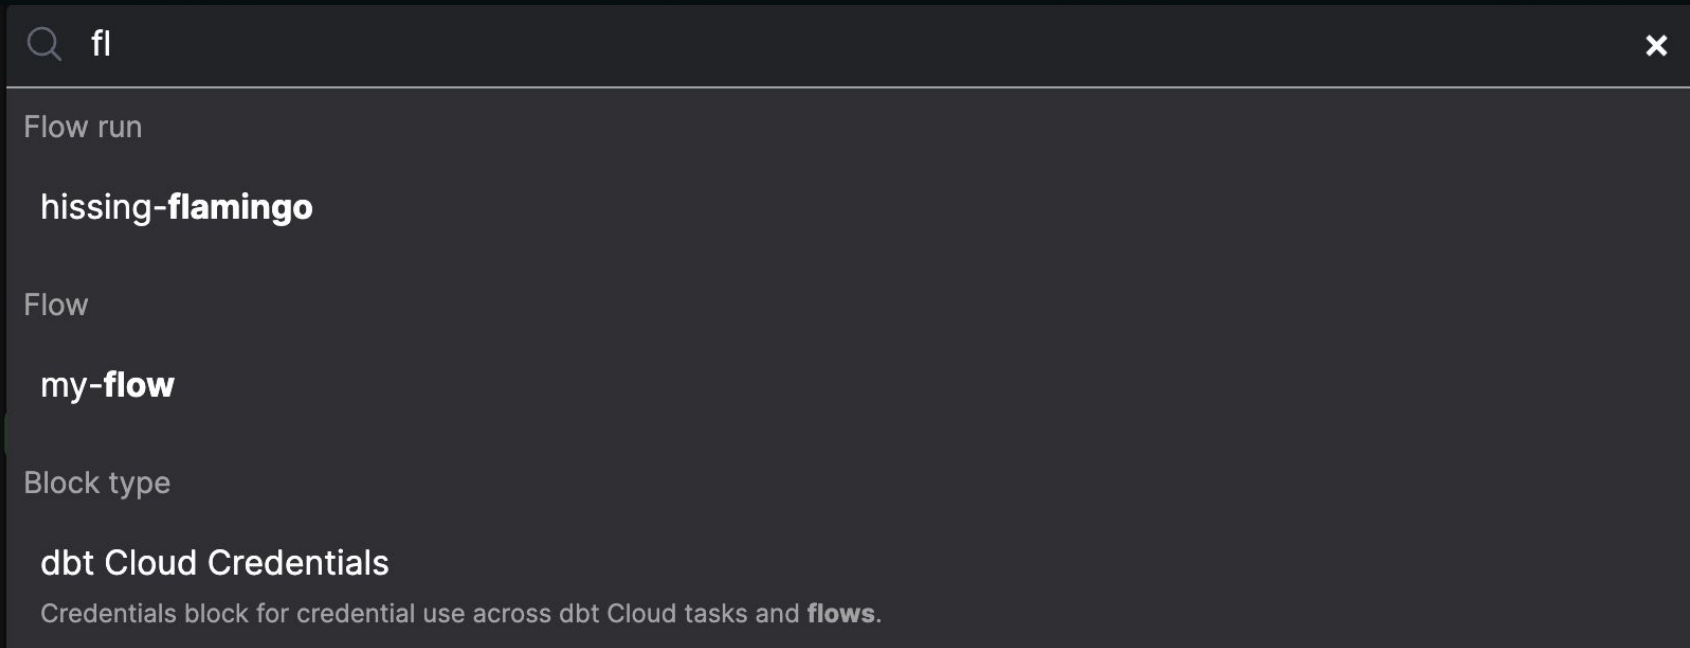 fl
Flow run
hissing-flamingo
Flow
my-flow
Block type
dbt Cloud Credentials
Credentials block for credential use across dbt Cloud tasks and flows.